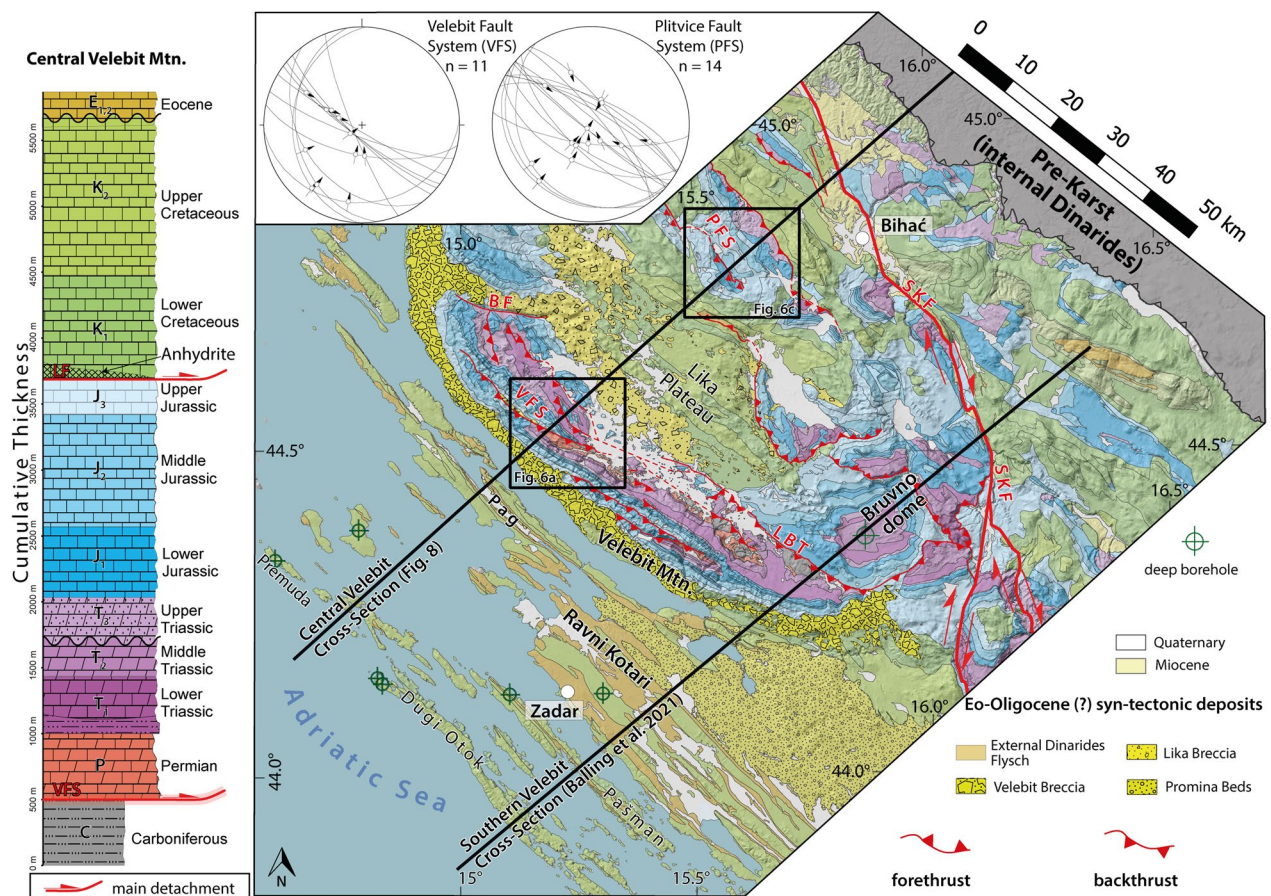 Central Velebit Mtn.
Cumulative Thickness
5500 m
5000 m
4500 m
4000 m
3500 m
3000 m
2500 m
2000 m
1500 m
1000 m
500 m
0 m
E1,2
Eocene
K2
Upper
Cretaceous
K1
Lower
Cretaceous
Anhydrite
LF
J3
Upper
Jurassic
J2
Middle
Jurassic
J1
Lower
Jurassic
T3
Upper
Triassic
T2
Middle
Triassic
T1
Lower
Triassic
P
Permian
VFS
C
Carboniferous
main detachment
Velebit Fault
System (VFS)
n = 11
Plitvice Fault
System (PFS)
n = 14
0
10
20
30
40
50 km
16.0°
45.0°
Pre-Karst
(internal Dinarides)
16.5°
45.0°
15.5°
15.0°
PFS
Bihać
SKF
Fig. 6c
BF
Lika
Plateau
VFS
Fig. 6a
44.5°
44.5°
16.5°
SKF
Bruvno
dome
LBT
Pag
Velebit Mtn.
Premuda
Central Velebit
Cross-Section (Fig. 8)
Ravni Kotari
Zadar
Dugi Otok
Adriatic Sea
Pašman
Southern Velebit
Cross-Section (Balling et al. 2021)
16.0°
44.0°
44.0°
15°
15.5°
N
deep borehole
Quaternary
Miocene
Eo-Oligocene (?) syn-tectonic deposits
External Dinarides
Flysch
Lika Breccia
Velebit Breccia
Promina Beds
forethrust
backthrust